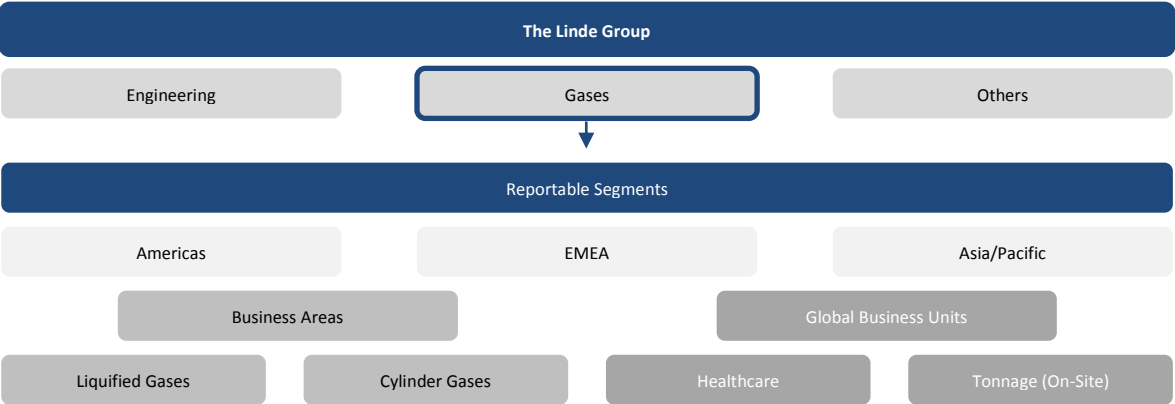 The Linde Group
Engineering
Gases
Others
Reportable Segments
Americas
EMEA
Asia/Pacific
Business Areas
Global Business Units
Liquified Gases
Cylinder Gases
Healthcare
Tonnage (On-Site)